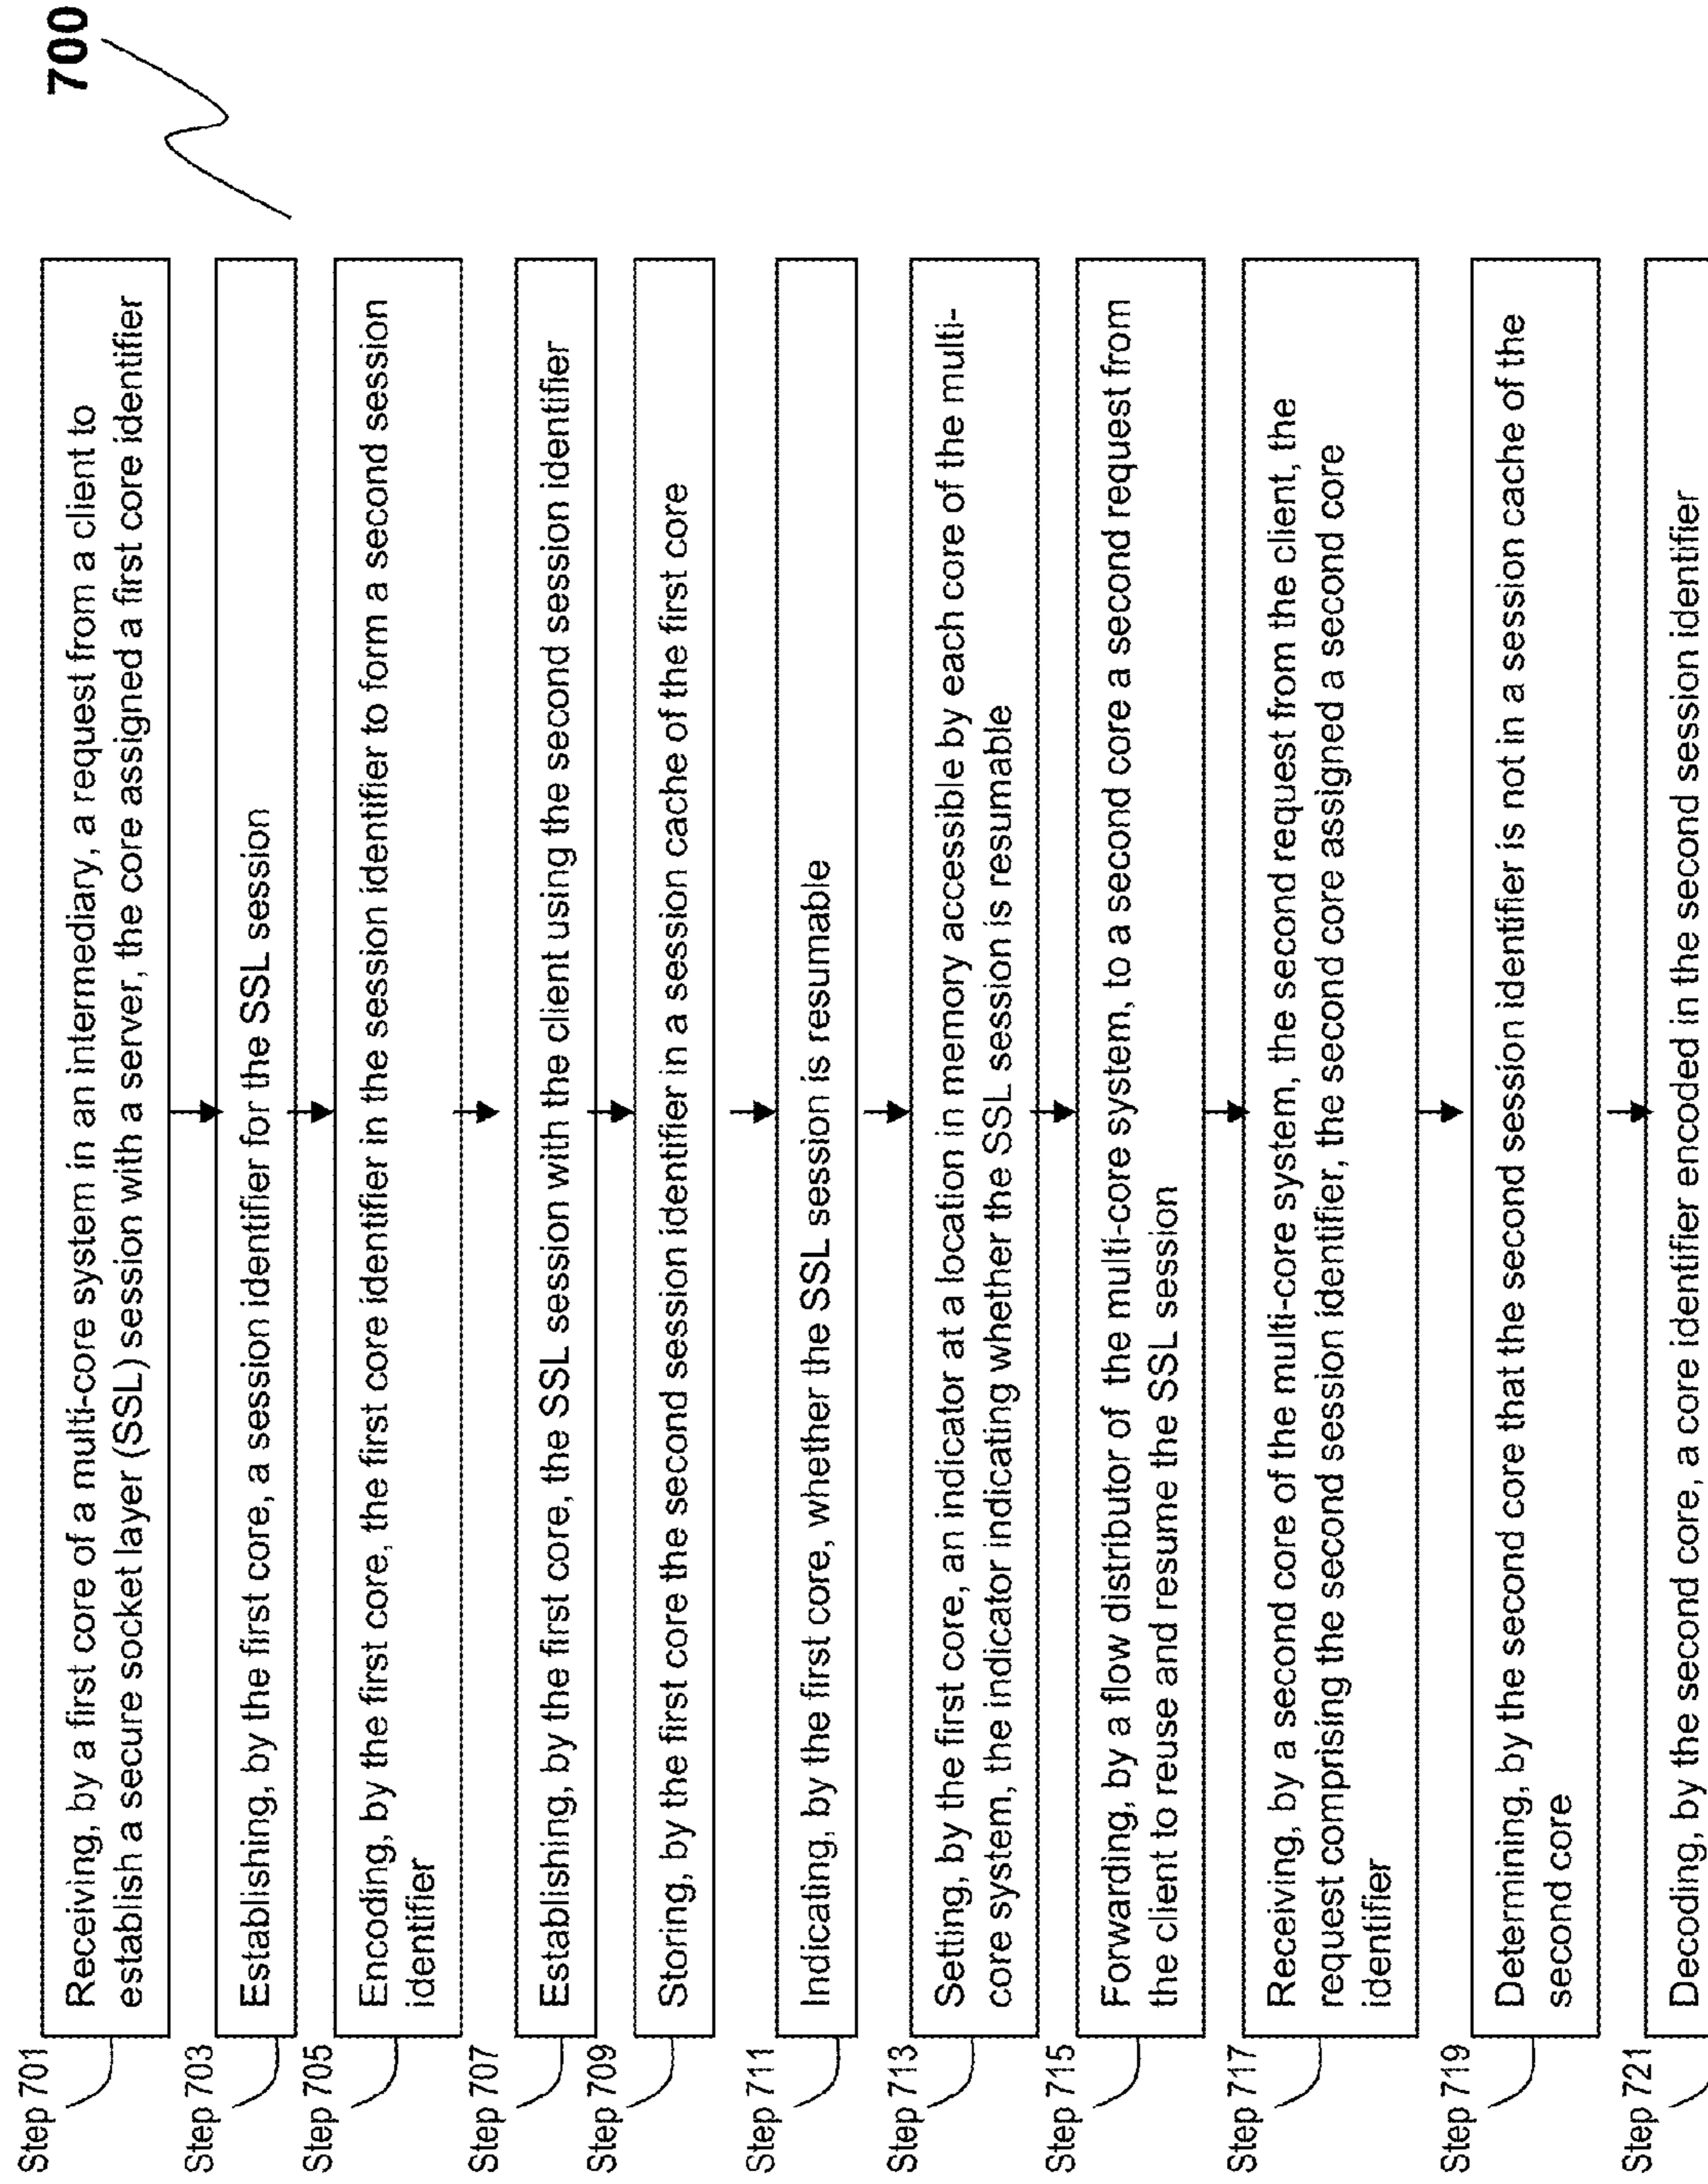 700
Step 701
Receiving, by a first core of a multi-core system in an intermediary, a request from a client to
establish a secure socket layer (SSL) session with a server, the core assigned a first core identifier
Step 703
Establishing, by the first core, a session identifier for the SSL session
Step 705
Encoding, by the first core, the first core identifier in the session identifier to form a second session
identifier
Step 707
Establishing, by the first core, the SSL session with the client using the second session identifier
Step 709
Storing, by the first core the second session identifier in a session cache of the first core
Step 711
Indicating, by the first core, whether the SSL session is resumable
Step 713
Setting, by the first core, an indicator at a location in memory accessible by each core of the multi-
core system, the indicator indicating whether the SSL session is resumable
Step 715
Forwarding, by a flow distributor of the multi-core system, to a second core a second request from
the client to reuse and resume the SSL session
Step 717
Receiving, by a second core of the multi-core system, the second request from the client, the
request comprising the second session identifier, the second core assigned a second core
identifier
Step 719
Determining, by the second core that the second session identifier is not in a session cache of the
second core
Step 721
Decoding, by the second core, a core identifier encoded in the second session identifier